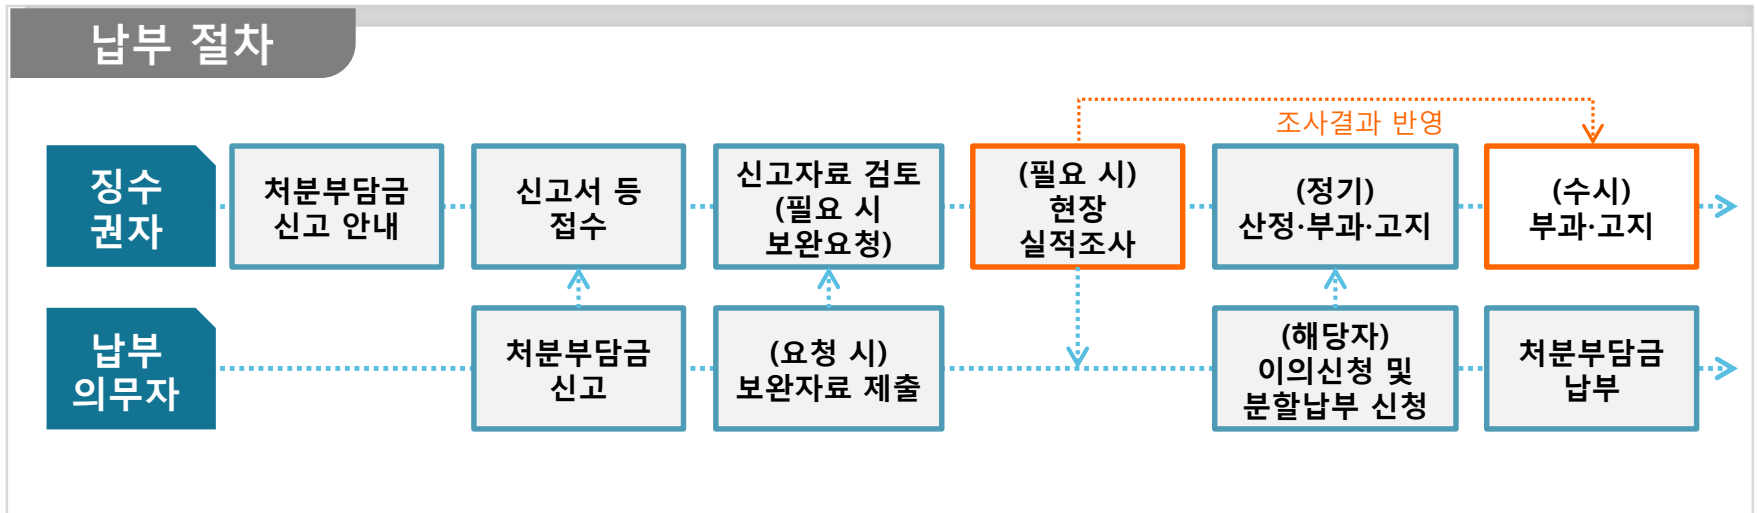 납부 절차
조사결과 반영
징수
권자
처분부담금
신고 안내
신고서 등
접수
신고자료 검토
(필요 시
보완요청)
(필요 시)
현장
실적조사
(정기)
산정·부과·고지
(수시)
부과·고지
납부
의무자
처분부담금
신고
(요청 시)
보완자료 제출
(해당자)
이의신청 및
분할납부 신청
처분부담금
납부